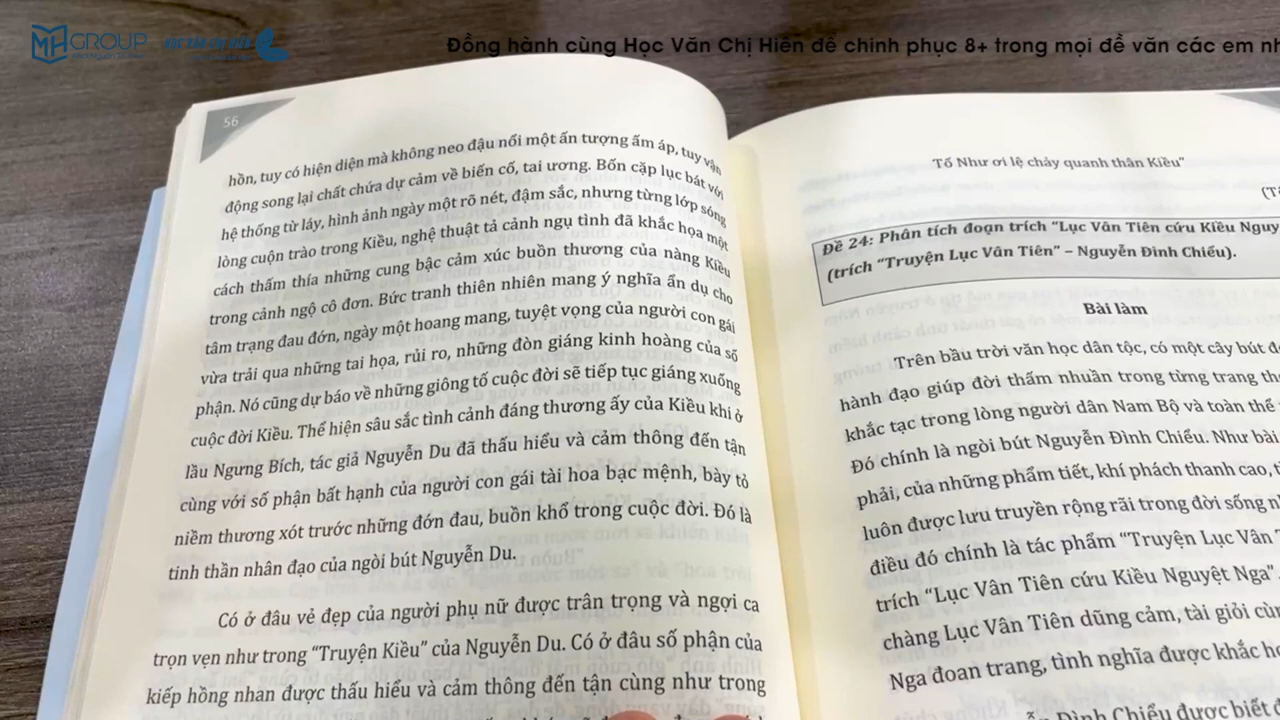 MH GROUP
HỌC VĂN CHỊ HIÊN
Đồng hành cùng Học Văn Chị Hiên để chinh phục 8+ trong mọi đề văn các em nh
56
hồn, tuy có hiện diện mà không neo đậu nổi một ấn tượng ấm áp, tuy vận
động song lại chất chứa dự cảm về biến cố, tai ương. Bốn cặp lục bát với
hệ thống từ láy, hình ảnh ngày một rõ nét, đậm sắc, nhưng từng lớp sóng
lòng cuộn trào trong Kiều, nghệ thuật tả cảnh ngụ tình đã khắc họa một
cách thấm thía những cung bậc cảm xúc buồn thương của nàng Kiều
trong cảnh ngộ cô đơn. Bức tranh thiên nhiên mang ý nghĩa ẩn dụ cho
tâm trạng đau đớn, ngày một hoang mang, tuyệt vọng của người con gái
vừa trải qua những tai họa, rủi ro, những đòn giáng kinh hoàng của số
phận. Nó cũng dự báo về những giông tố cuộc đời sẽ tiếp tục giáng xuống
cuộc đời Kiều. Thể hiện sâu sắc tình cảnh đáng thương ấy của Kiều khi ở
lầu Ngưng Bích, tác giả Nguyễn Du đã thấu hiểu và cảm thông đến tận
cùng với số phận bất hạnh của người con gái tài hoa bạc mệnh, bày tỏ
niềm thương xót trước những đớn đau, buồn khổ trong cuộc đời. Đó là
tinh thần nhân đạo của ngòi bút Nguyễn Du.
Có ở đâu vẻ đẹp của người phụ nữ được trân trọng và ngợi ca
trọn vẹn như trong “Truyện Kiều” của Nguyễn Du. Có ở đâu số phận của
kiếp hồng nhan được thấu hiểu và cảm thông đến tận cùng như trong
Tố Như ơi lệ chảy quanh thân Kiều”
Đề 24: Phân tích đoạn trích “Lục Vân Tiên cứu Kiều Nguy
(trích “Truyện Lục Vân Tiên” – Nguyễn Đình Chiểu).
Bài làm
Trên bầu trời văn học dân tộc, có một cây bút đ
hành đạo giúp đời thấm nhuần trong từng trang th
khắc tạc trong lòng người dân Nam Bộ và toàn thể
Đó chính là ngòi bút Nguyễn Đình Chiểu. Như bài
phải, của những phẩm tiết, khí phách thanh cao, t
luôn được lưu truyền rộng rãi trong đời sống n
điều đó chính là tác phẩm “Truyện Lục Vân
trích “Lục Vân Tiên cứu Kiều Nguyệt Nga”.
chàng Lục Vân Tiên dũng cảm, tài giỏi cùn
Nga đoan trang, tình nghĩa được khắc họ
Đình Chiểu được biết đ